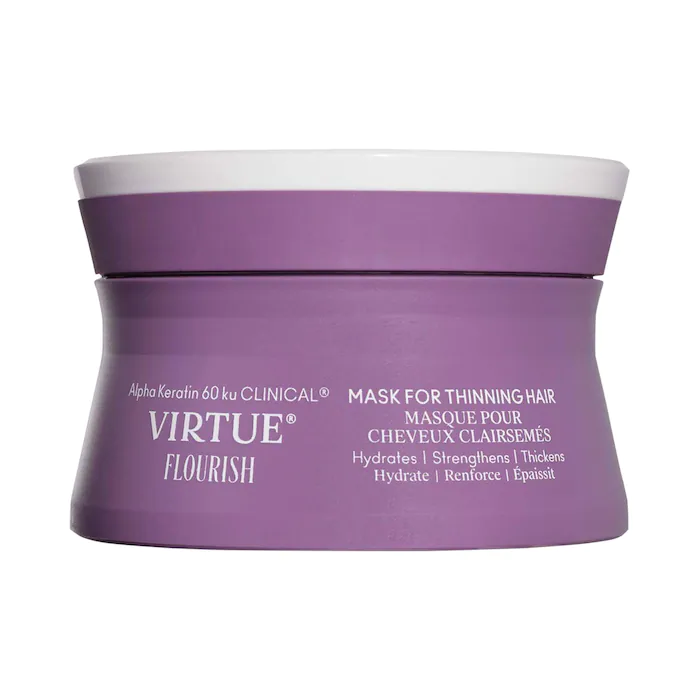 Alpha Keratin 60 ku CLINICAL®
VIRTUE®
FLOURISH
MASK FOR THINNING HAIR
MASQUE POUR
CHEVEUX CLAIRSEMÉS
Hydrates | Strengthens | Thickens
Hydrate | Renforce | Épaissit